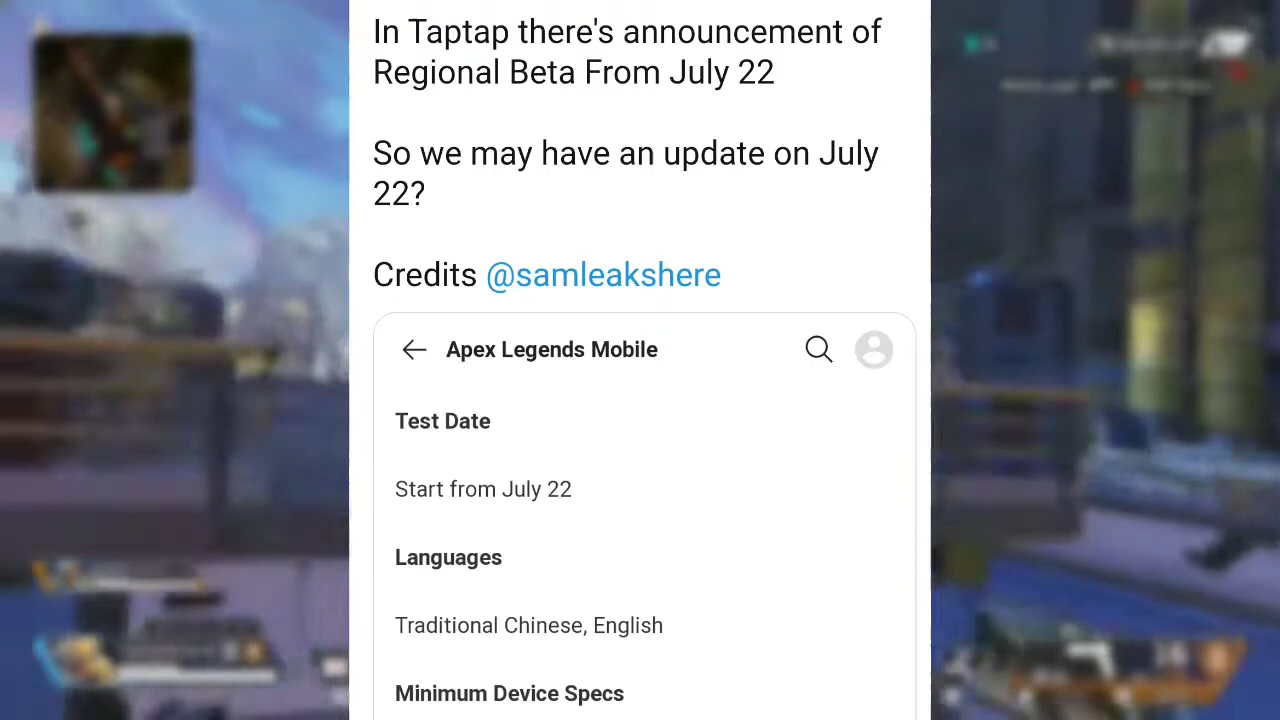 In Taptap there's announcement of
Regional Beta From July 22
So we may have an update on July
22?
Credits @samleakshere
Apex Legends Mobile
Test Date
Start from July 22
Languages
Traditional Chinese, English
Minimum Device Specs